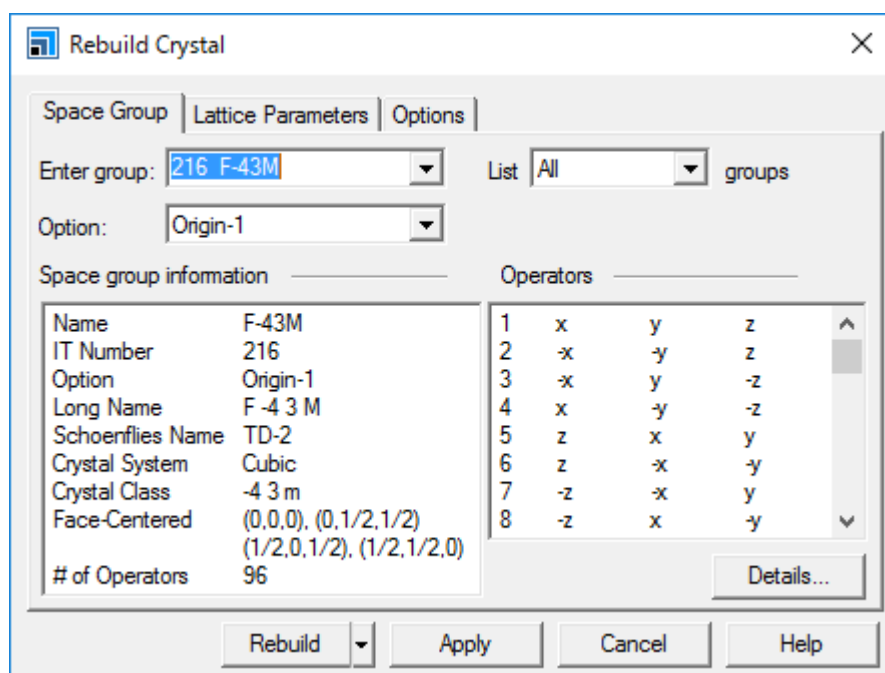 Rebuild Crystal
Space Group Lattice Parameters Options
Enter group: 216 F-43M List All groups
Option: Origin-1
Space group information Operators
Name F-43M
IT Number 216
Option Origin-1
Long Name F -4 3 M
Schoenflies Name TD-2
Crystal System Cubic
Crystal Class -4 3 m
Face-Centered (0,0,0), (0,1/2,1/2)
(1/2,0,1/2), (1/2,1/2,0)
# of Operators 96
1 x y z
2 -x -y z
3 -x y -z
4 x -y -z
5 z x y
6 z -x -y
7 -z -x y
8 -z x -y
Details...
Rebuild Apply Cancel Help